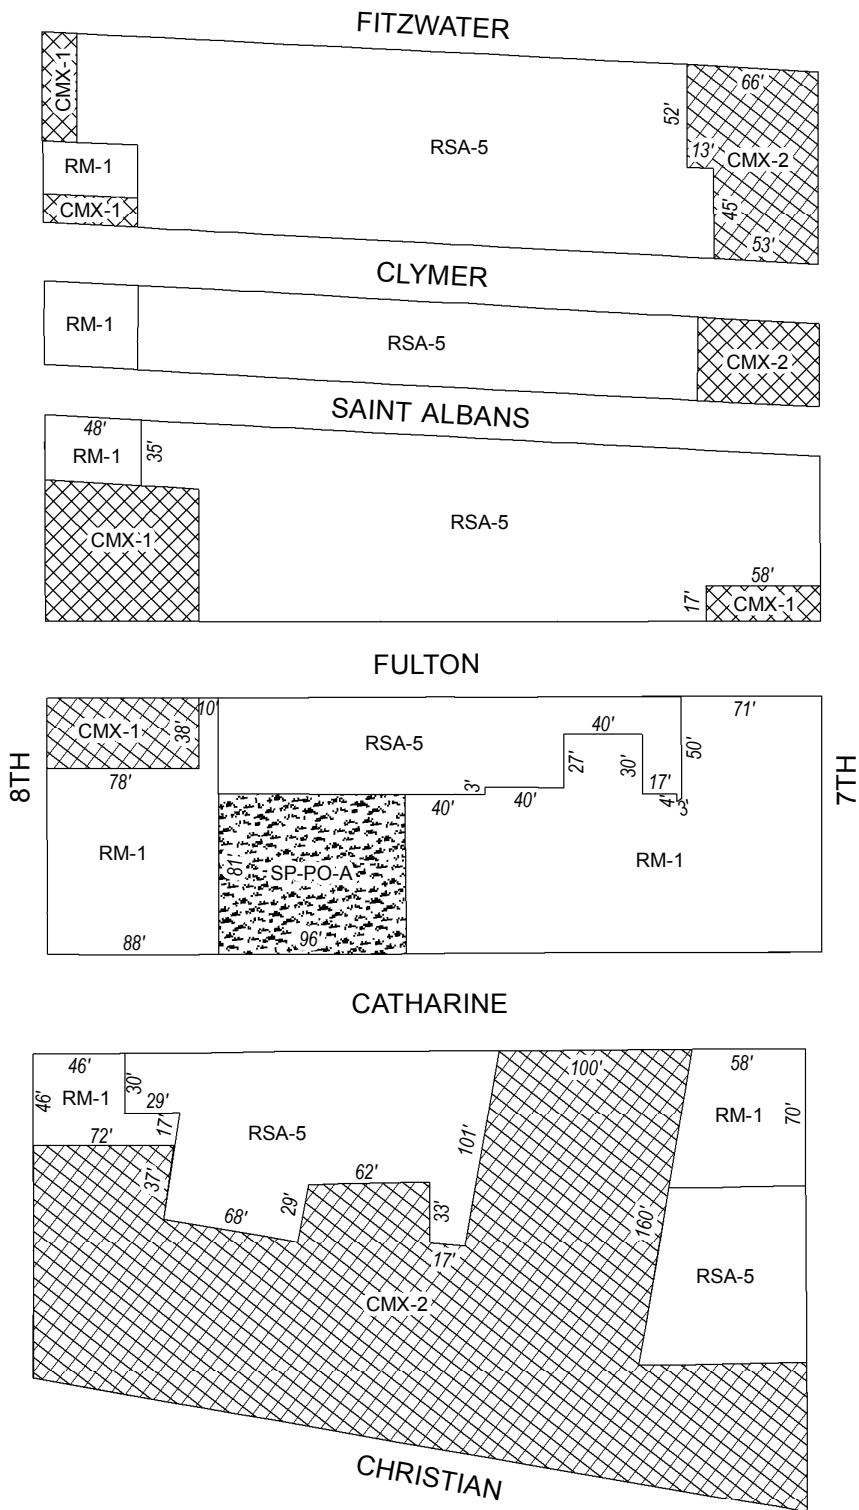 FITZWATER
CMX-1
66'
52'
RSA-5
13'
CMX-2
RM-1
CMX-1
45'
53'
CLYMER
RM-1
RSA-5
CMX-2
SAINT ALBANS
48'
RM-1
35'
RSA-5
CMX-1
58'
17'
CMX-1
FULTON
10'
71'
CMX-1
38'
RSA-5
40'
50'
8TH
78'
3'
27'
30'
17'
7TH
40'
40'
4'
3'
RM-1
81'
SP-PO-A
RM-1
88'
96'
CATHARINE
46'
100'
58'
46'
RM-1
30'
29'
RM-1
70'
72'
17'
RSA-5
101'
37'
62'
68'
29'
33'
160'
17'
RSA-5
CMX-2
CHRISTIAN